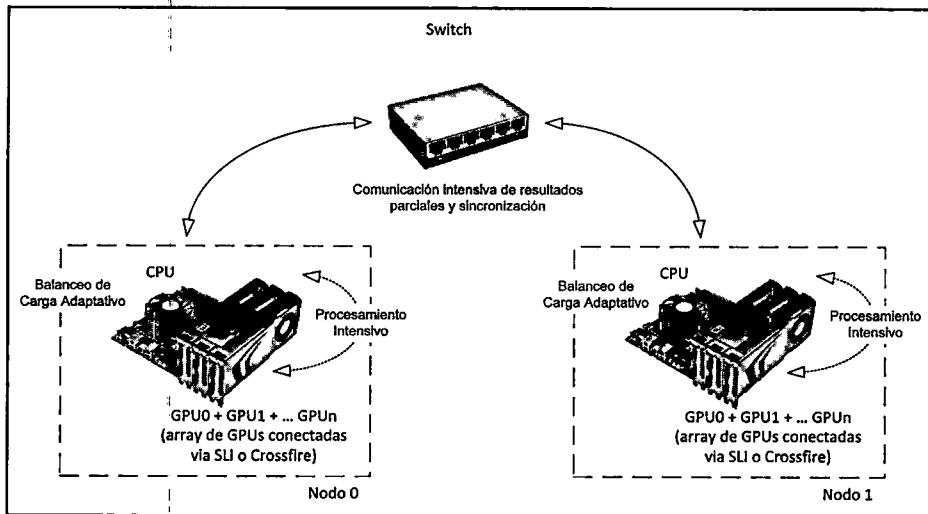 Switch
Comunicación intensiva de resultados
parciales y sincronización
Balanceo de
Carga Adaptativo
CPU
Procesamiento
Intensivo
GPU0 + GPU1 + ... GPUn
(array de GPUs conectadas
via SLI o Crossfire)
Nodo 0
Balanceo de
Carga Adaptativo
CPU
Procesamiento
Intensivo
GPU0 + GPU1 + ... GPUn
(array de GPUs conectadas
via SLI o Crossfire)
Nodo 1